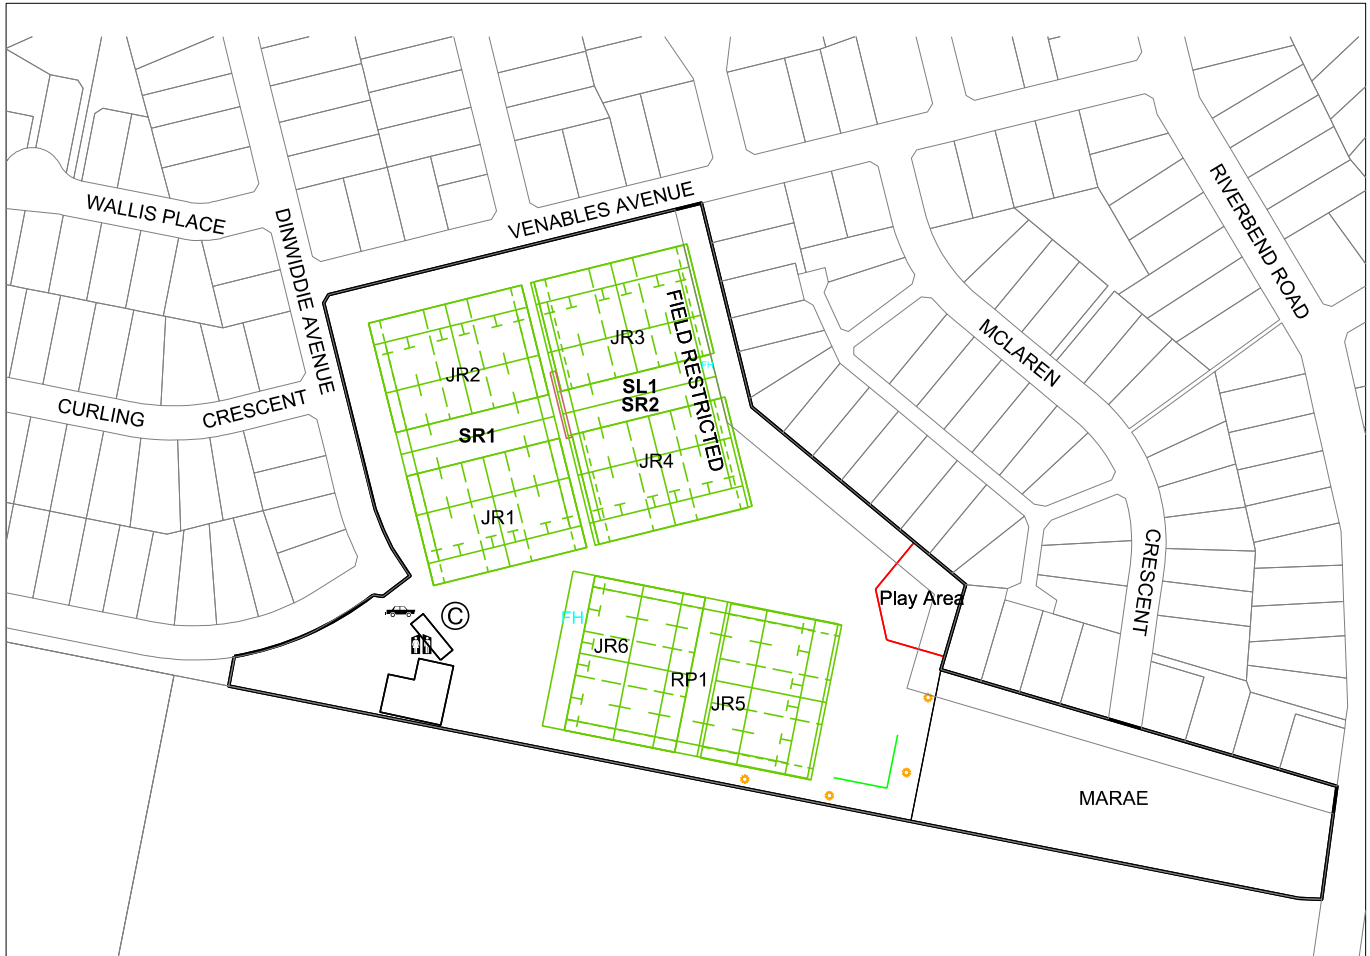 WALLIS PLACE
DINWIDDIE AVENUE
VENABLES AVENUE
RIVERBEND ROAD
CURLING CRESCENT
MCLAREN CRESCENT
JR2
JR3
FIELD RESTRICTED
FH
SL1
SR2
SR1
JR4
JR1
Play Area
FH
C
JR6
RP1
JR5
MARAE